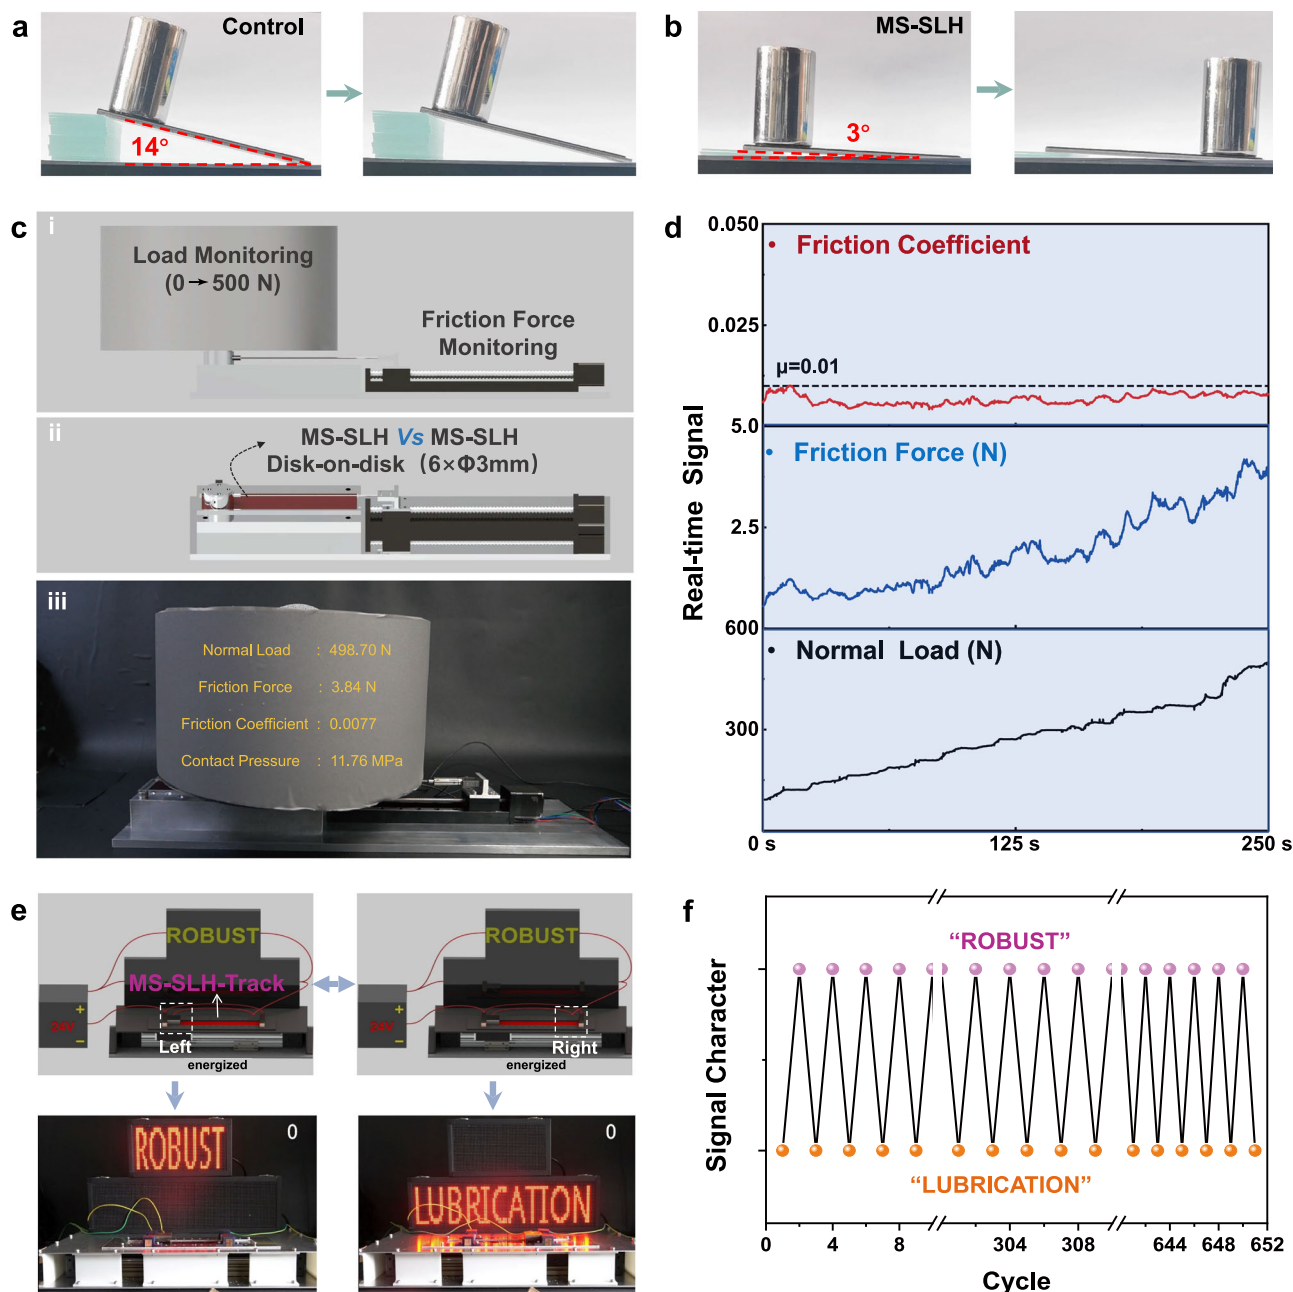 a
Control
14°
b
MS-SLH
3°
c
i
Load Monitoring
(0→500 N)
Friction Force
Monitoring
ii
MS-SLH Vs MS-SLH
Disk-on-disk (6×Φ3mm)
iii
Normal Load : 498.70 N
Friction Force : 3.84 N
Friction Coefficient : 0.0077
Contact Pressure : 11.76 MPa
d
Real-time Signal
0.050
Friction Coefficient
0.025
μ=0.01
5.0
Friction Force (N)
2.5
600
Normal Load (N)
300
0 s
125 s
250 s
e
ROBUST
MS-SLH-Track
24V
+
−
Left
energized
ROBUST
24V
+
−
Right
energized
ROBUST
0
LUBRICATION
0
f
Signal Character
“ROBUST”
“LUBRICATION”
0
4
8
304
308
644
648
652
Cycle